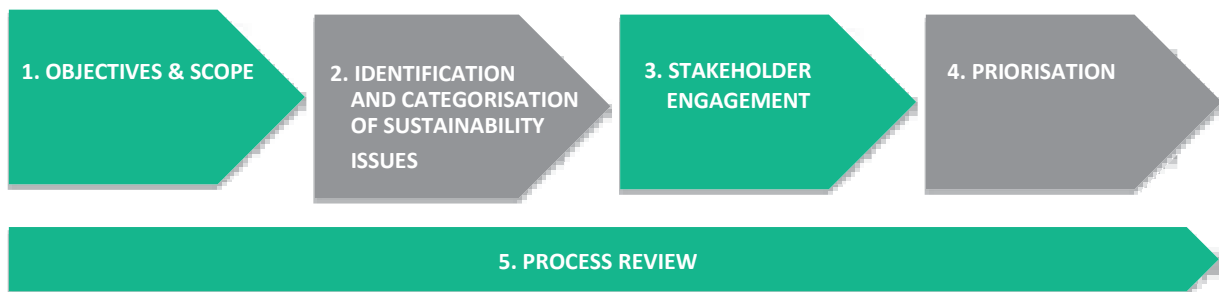 1. OBJECTIVES & SCOPE
2. IDENTIFICATION
AND CATEGORISATION
OF SUSTAINABILITY
ISSUES
3. STAKEHOLDER
ENGAGEMENT
4. PRIORISATION
5. PROCESS REVIEW